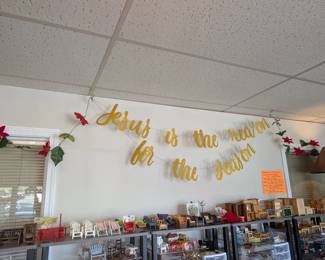 Jesus is the reason
for the season